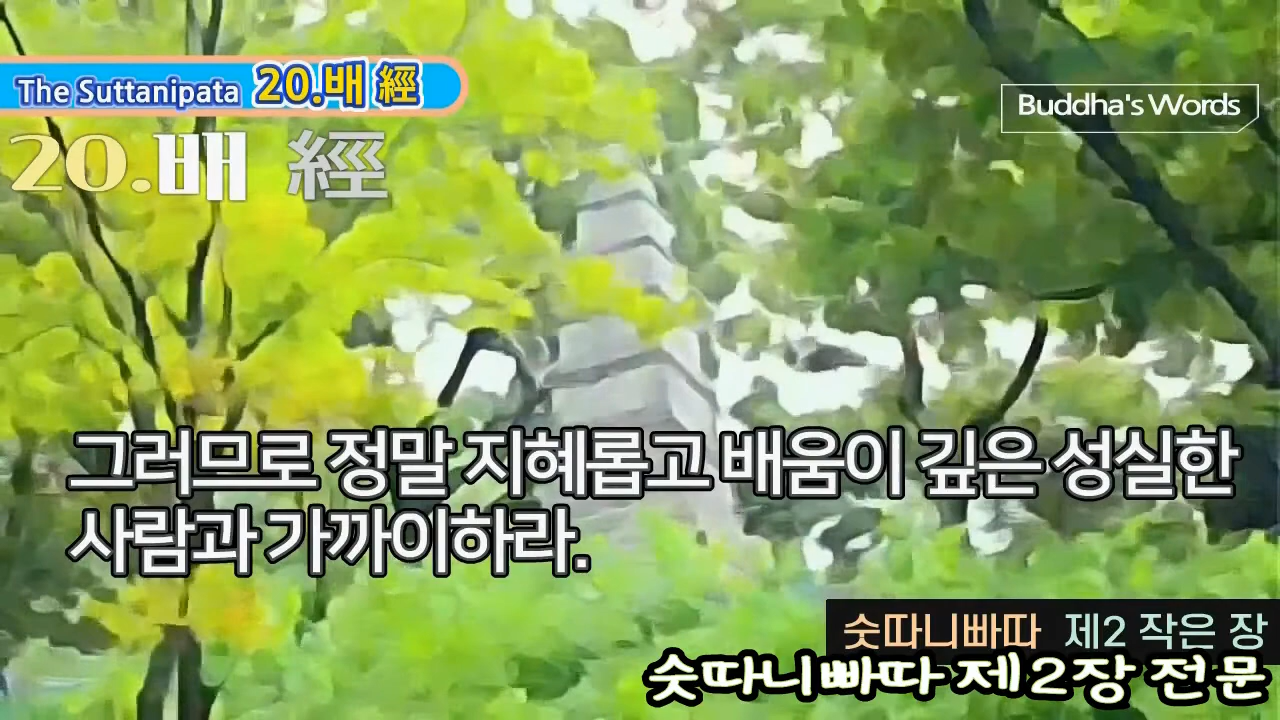 The Suttanipata 20.배 經
Buddha's Words
20.배 經
그러므로 정말 지혜롭고 배움이 깊은 성실한
사람과 가까이하라.
숫따니빠따 제2 작은 장
숫따니빠따 제2장 전문